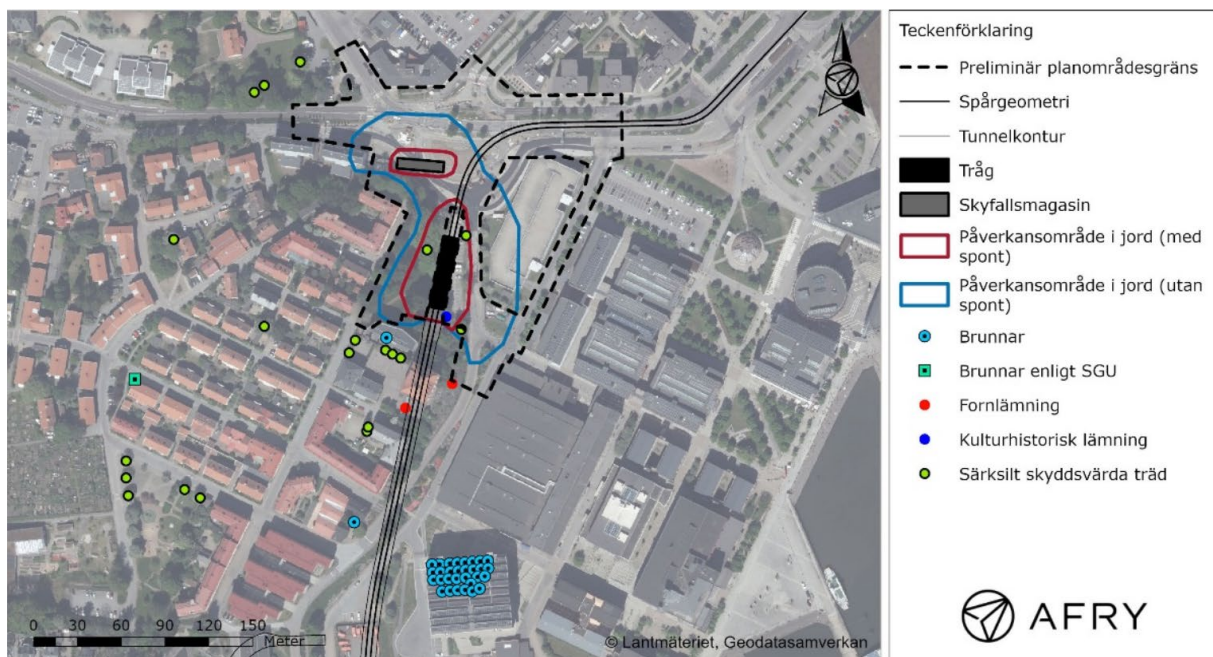 Teckenförklaring
Preliminär planområdesgräns
Spårgeometri
Tunnelkontur
Tråg
Skyfallsmagasin
Påverkansområde i jord (med
spont)
Påverkansområde i jord (utan
spont)
Brunnar
Brunnar enligt SGU
Fornlämning
Kulturhistorisk lämning
Särksilt skyddsvärda träd
0 30 60 90 120 150
Meter
© Lantmäteriet, Geodatasamverkan
AFRY